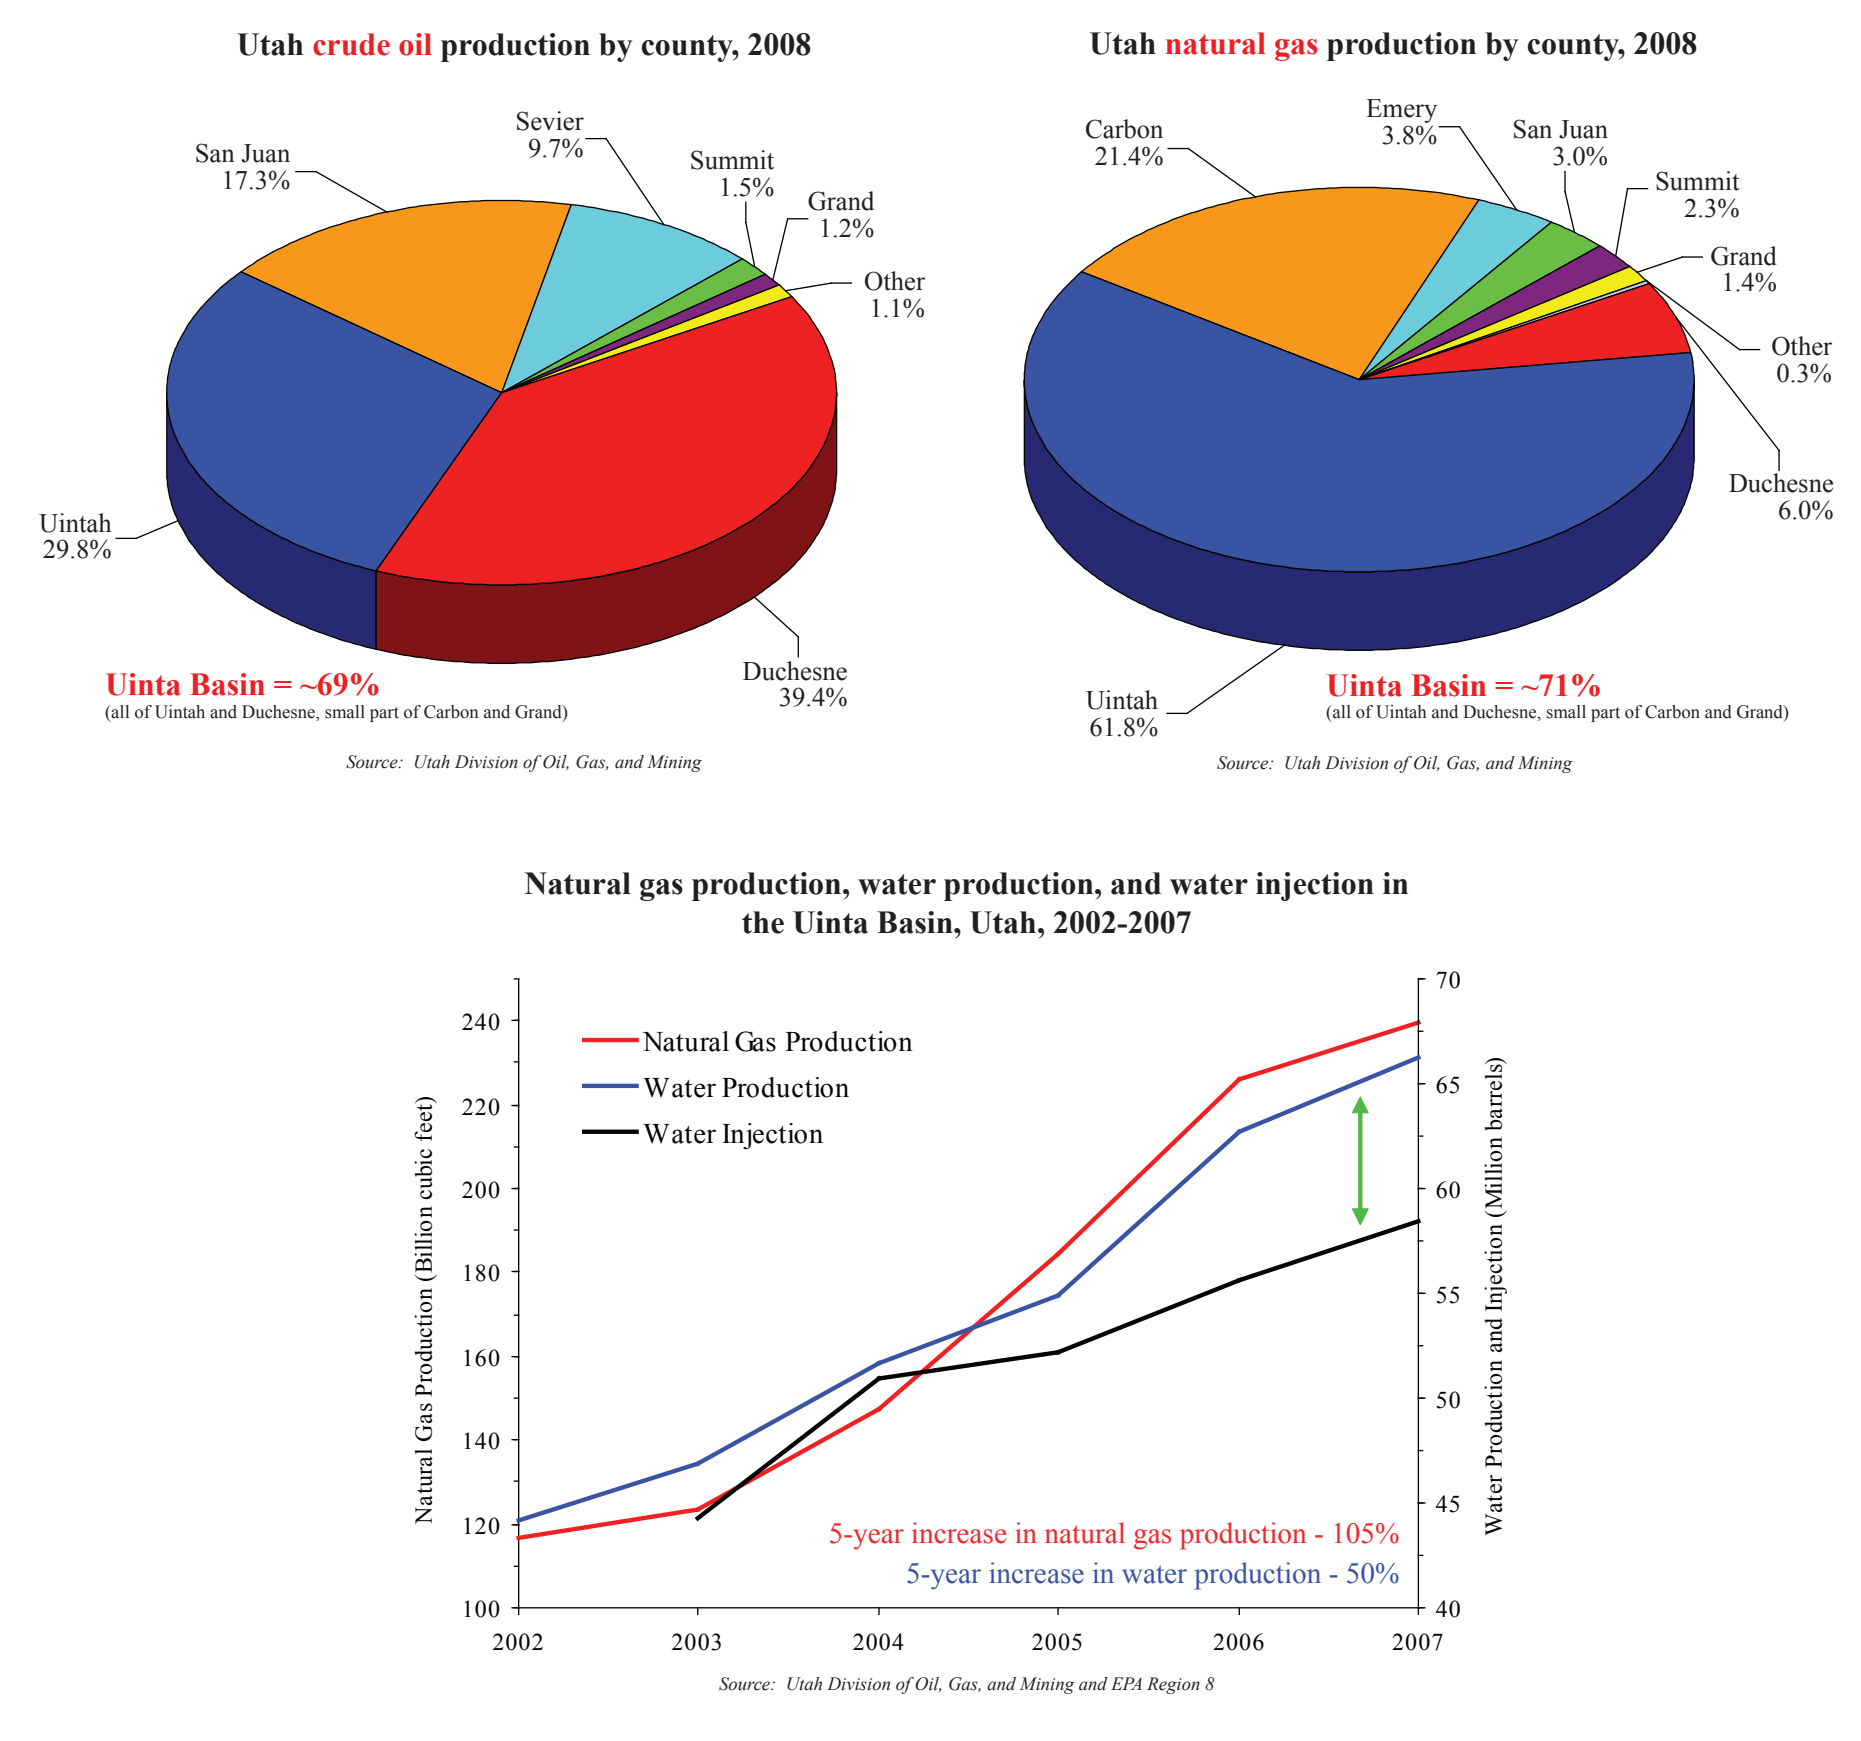 Utah crude oil production by county, 2008
San Juan
17.3%
Sevier
9.7%
Summit
1.5%
Grand
1.2%
Other
1.1%
Uintah
29.8%
Duchesne
39.4%
Uinta Basin = ~69%
(all of Uintah and Duchesne, small part of Carbon and Grand)
Source: Utah Division of Oil, Gas, and Mining
Utah natural gas production by county, 2008
Carbon
21.4%
Emery
3.8%
San Juan
3.0%
Summit
2.3%
Grand
1.4%
Other
0.3%
Duchesne
6.0%
Uintah
61.8%
Uinta Basin = ~71%
(all of Uintah and Duchesne, small part of Carbon and Grand)
Source: Utah Division of Oil, Gas, and Mining
Natural gas production, water production, and water injection in
the Uinta Basin, Utah, 2002-2007
Natural Gas Production (Billion cubic feet)
240
220
200
180
160
140
120
100
Natural Gas Production
Water Production
Water Injection
5-year increase in natural gas production - 105%
5-year increase in water production - 50%
70
65
60
55
50
45
40
Water Production and Injection (Million barrels)
2002 2003 2004 2005 2006 2007
Source: Utah Division of Oil, Gas, and Mining and EPA Region 8